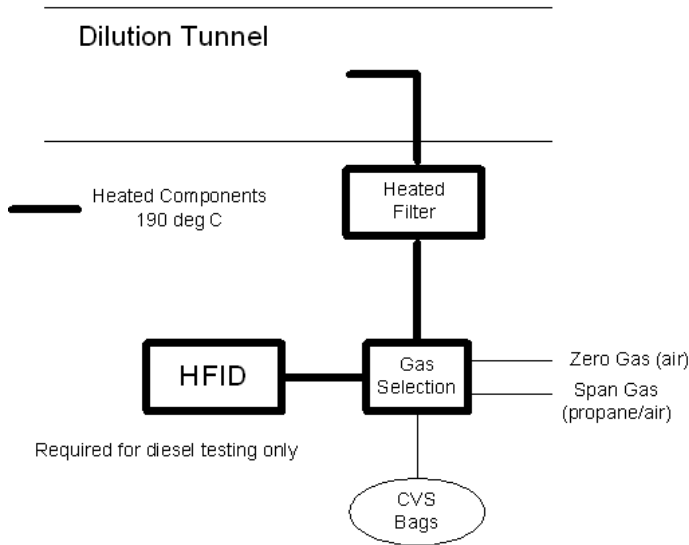 Dilution Tunnel
Heated Components
190 deg C
Heated
Filter
HFID
Gas
Selection
Zero Gas (air)
Span Gas
(propane/air)
Required for diesel testing only
CVS
Bags